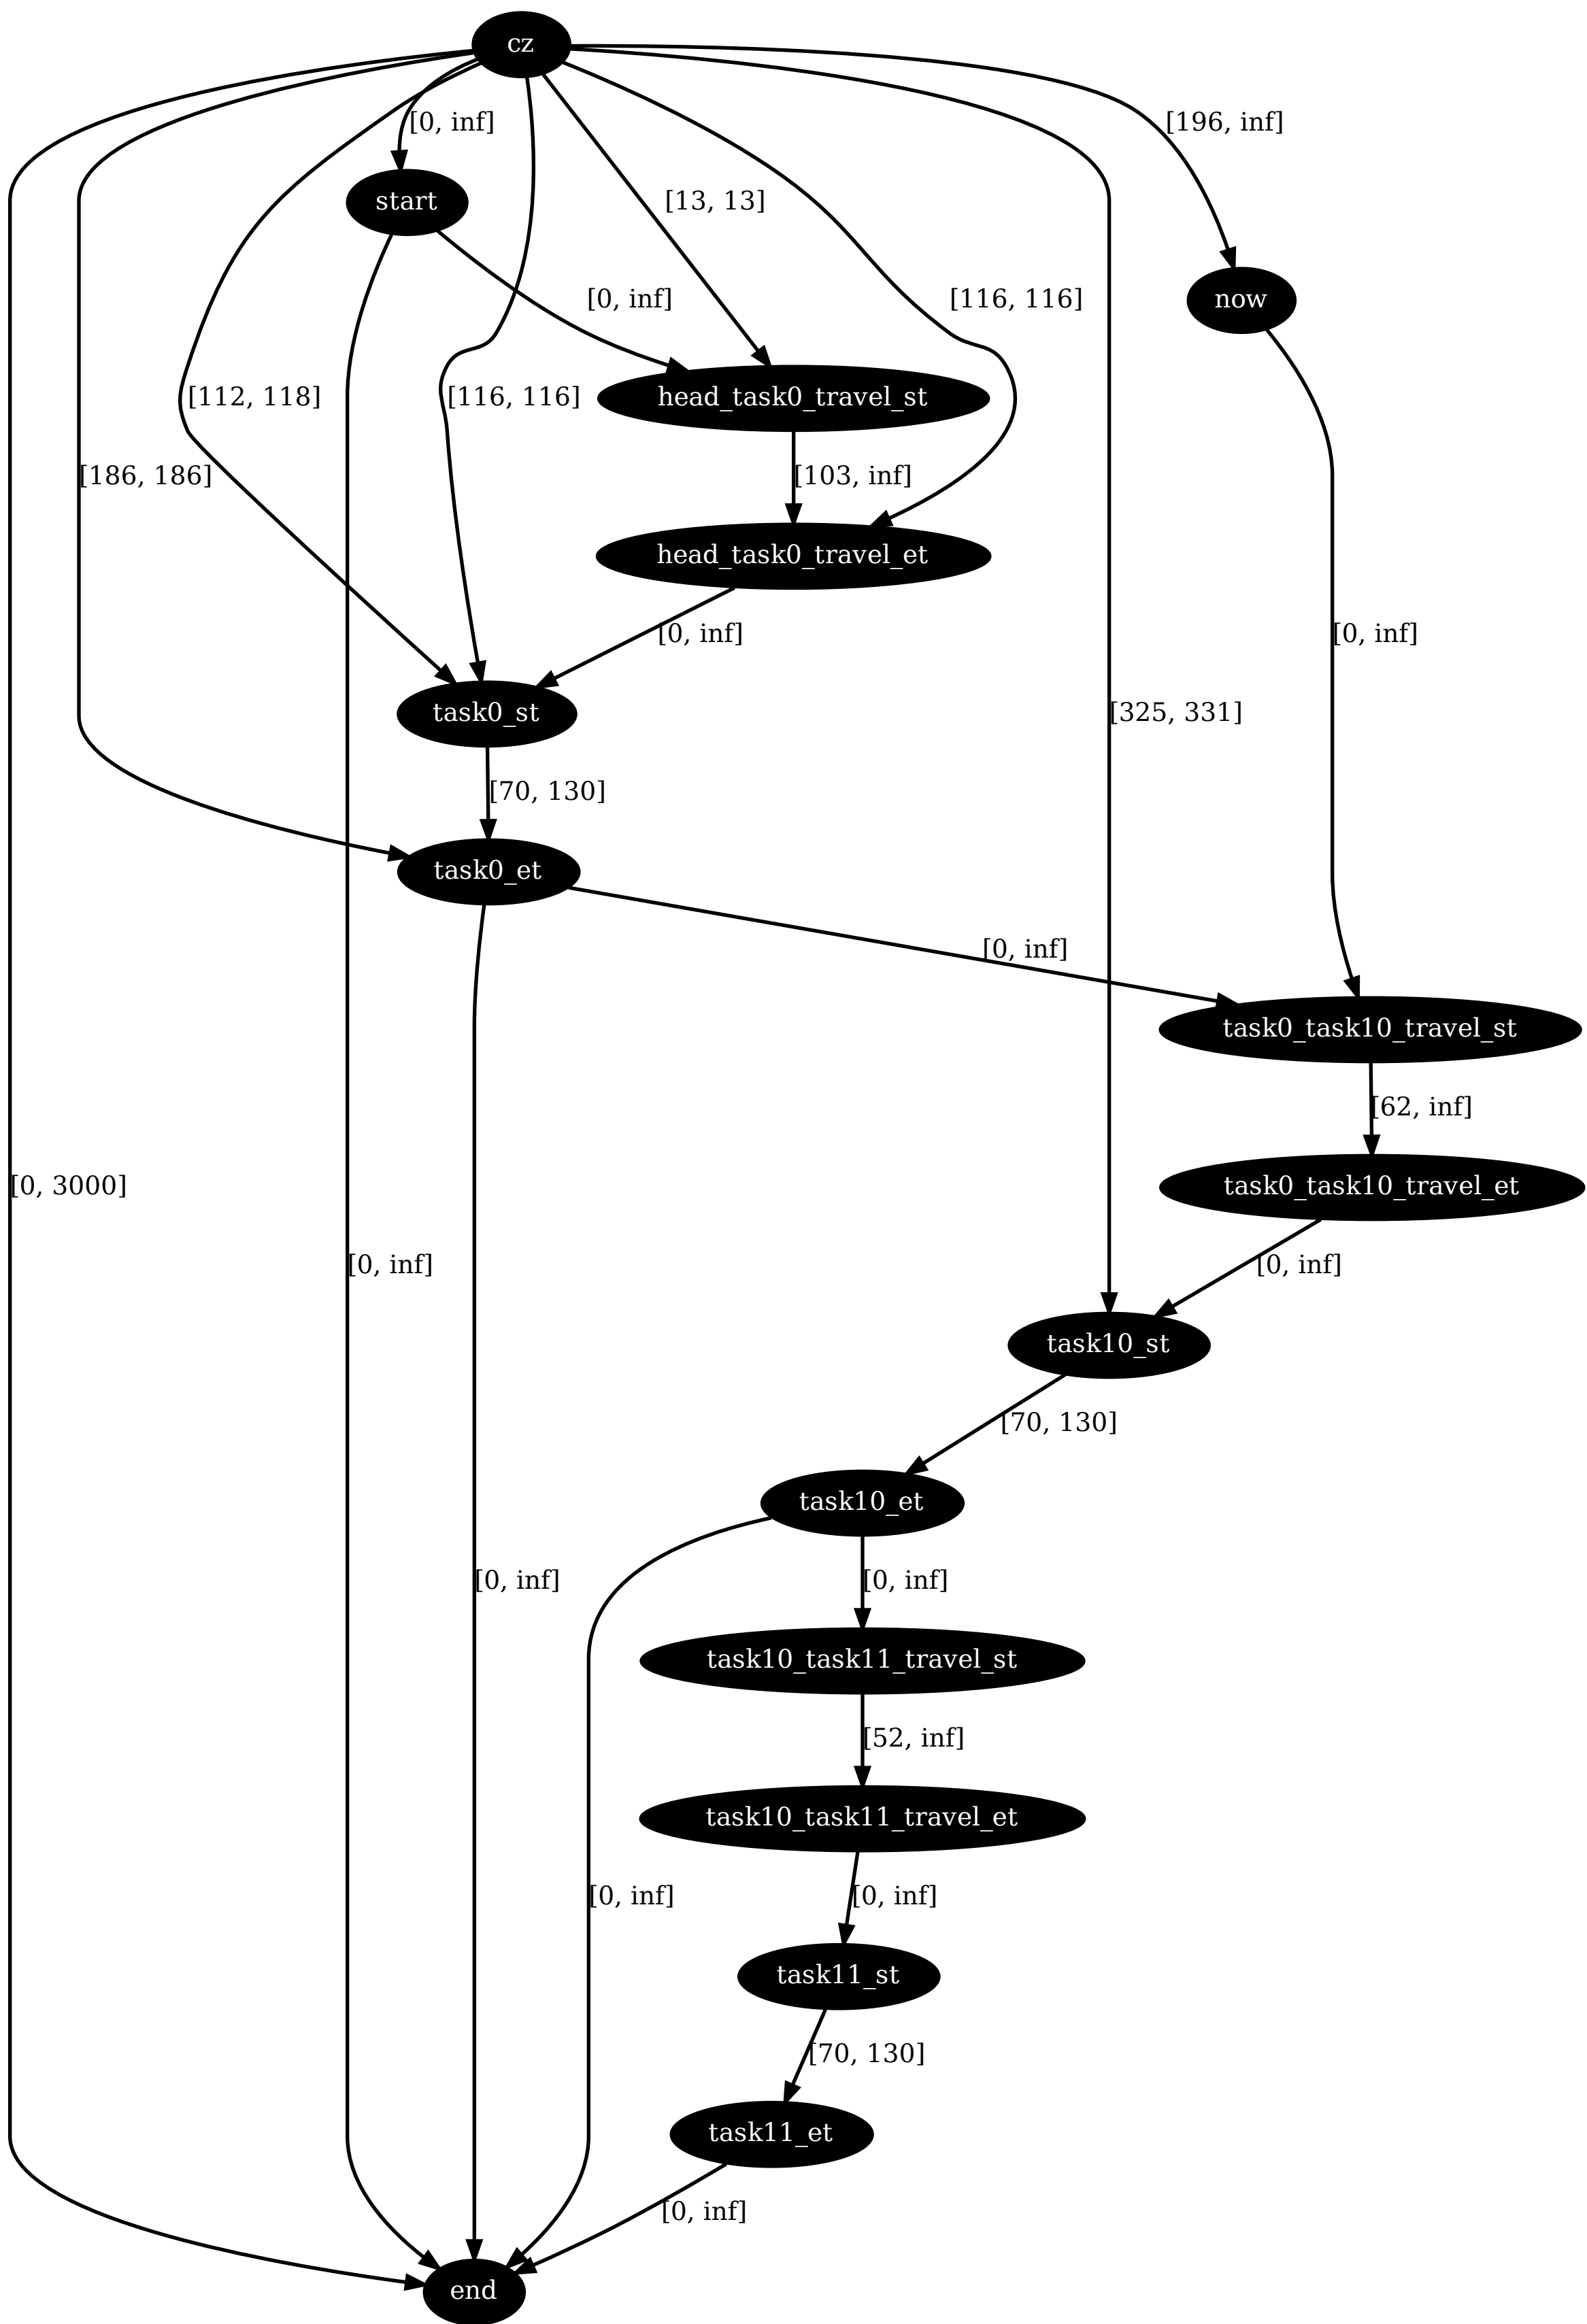 cz
[0, inf]
[196, inf]
start
[13, 13]
[0, inf]
[116, 116]
now
[112, 118]
[116, 116]
head_task0_travel_st
[186, 186]
[103, inf]
head_task0_travel_et
[0, inf]
[0, inf]
task0_st
[325, 331]
[70, 130]
task0_et
[0, inf]
task0_task10_travel_st
[62, inf]
[0, 3000]
task0_task10_travel_et
[0, inf]
[0, inf]
task10_st
[70, 130]
task10_et
[0, inf]
[0, inf]
task10_task11_travel_st
[52, inf]
task10_task11_travel_et
[0, inf]
[0, inf]
task11_st
[70, 130]
task11_et
[0, inf]
end